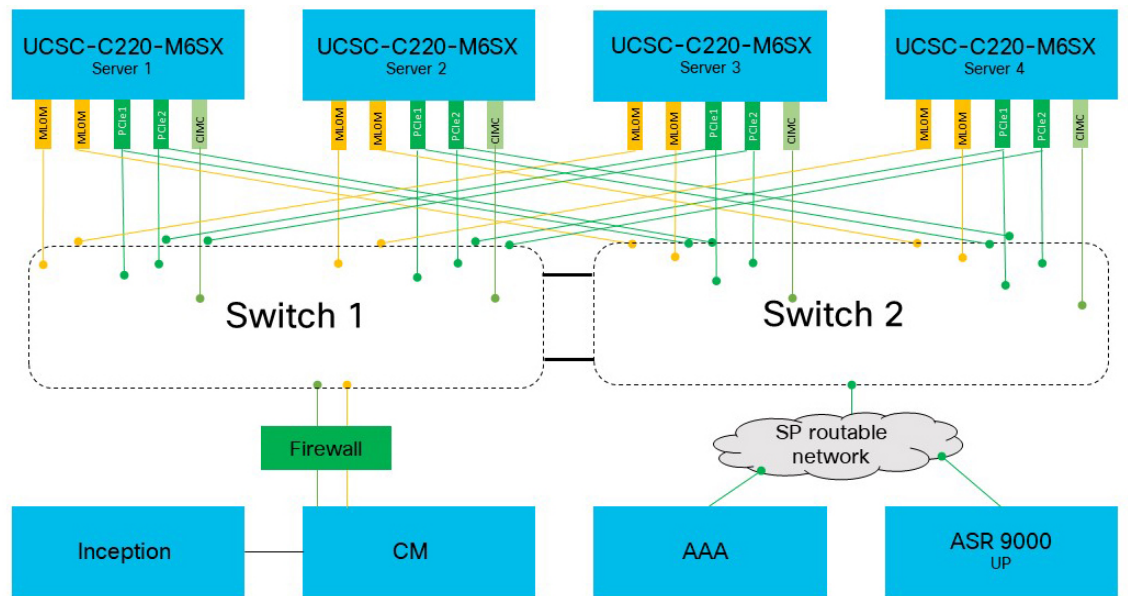 UCSC-C220-M6SX
Server 1
UCSC-C220-M6SX
Server 2
UCSC-C220-M6SX
Server 3
UCSC-C220-M6SX
Server 4
MLOM
MLOM
PCIe1
PCIe2
CIMC
MLOM
MLOM
PCIe1
PCIe2
CIMC
MLOM
MLOM
PCIe1
PCIe2
CIMC
MLOM
MLOM
PCIe1
PCIe2
CIMC
Switch 1
Switch 2
Firewall
SP routable
network
Inception
CM
AAA
ASR 9000
UP